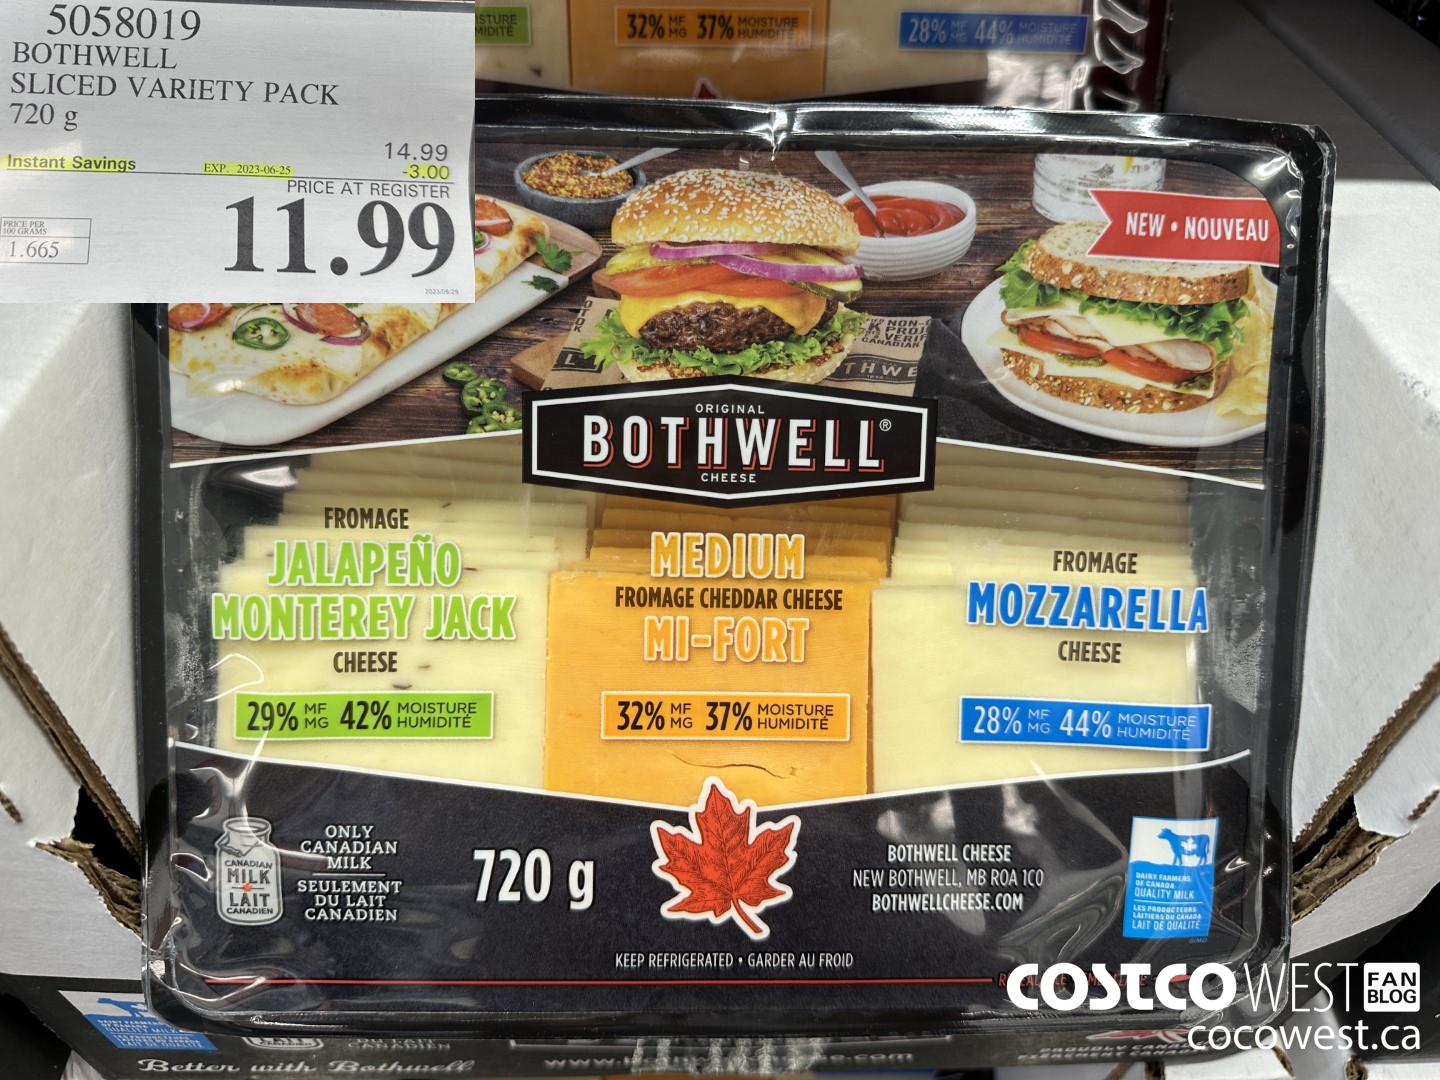 5058019
BOTHWELL
SLICED VARIETY PACK
720 g
14.99
Instant Savings EXP. 2023-06-25 -3.00
PRICE AT REGISTER
11.99
PRICE PER
100 GRAMS
1.665
32% MF MG 37% MOISTURE HUMIDITÉ
28% MF MG 44% MOISTURE HUMIDITÉ
NEW • NOUVEAU
ORIGINAL
BOTHWELL®
CHEESE
FROMAGE
JALAPEÑO
MONTEREY JACK
CHEESE
29% MF MG 42% MOISTURE HUMIDITÉ
MEDIUM
FROMAGE CHEDDAR CHEESE
MI-FORT
32% MF MG 37% MOISTURE HUMIDITÉ
FROMAGE
MOZZARELLA
CHEESE
28% MF MG 44% MOISTURE HUMIDITÉ
CANADIAN
MILK
LAIT
CANADIEN
ONLY
CANADIAN
MILK
SEULEMENT
DU LAIT
CANADIEN
720 g
BOTHWELL CHEESE
NEW BOTHWELL, MB R0A 1C0
BOTHWELLCHEESE.COM
DAIRY FARMERS
OF CANADA
QUALITY MILK
LES PRODUCTEURS
LAITIERS DU CANADA
LAIT DE QUALITÉ
KEEP REFRIGERATED • GARDER AU FROID
Better with Bothwell
COSTCO WEST FAN BLOG
cocowest.ca